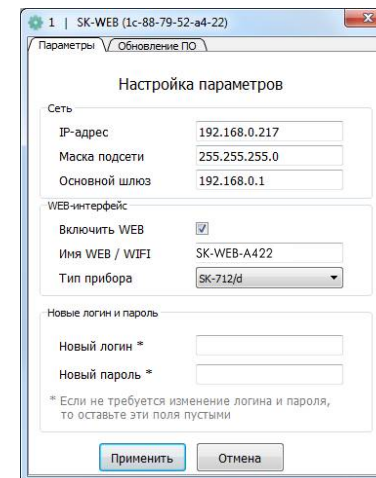 1 | SK-WEB (1c-88-79-52-a4-22)
Параметры Обновление ПО
Настройка параметров
Сеть
IP-адрес 192.168.0.217
Маска подсети 255.255.255.0
Основной шлюз 192.168.0.1
WEB-интерфейс
Включить WEB
Имя WEB / WIFI SK-WEB-A422
Тип прибора SK-712/d
Новые логин и пароль
Новый логин *
Новый пароль *
* Если не требуется изменение логина и пароля,
то оставьте эти поля пустыми
Применить Отмена